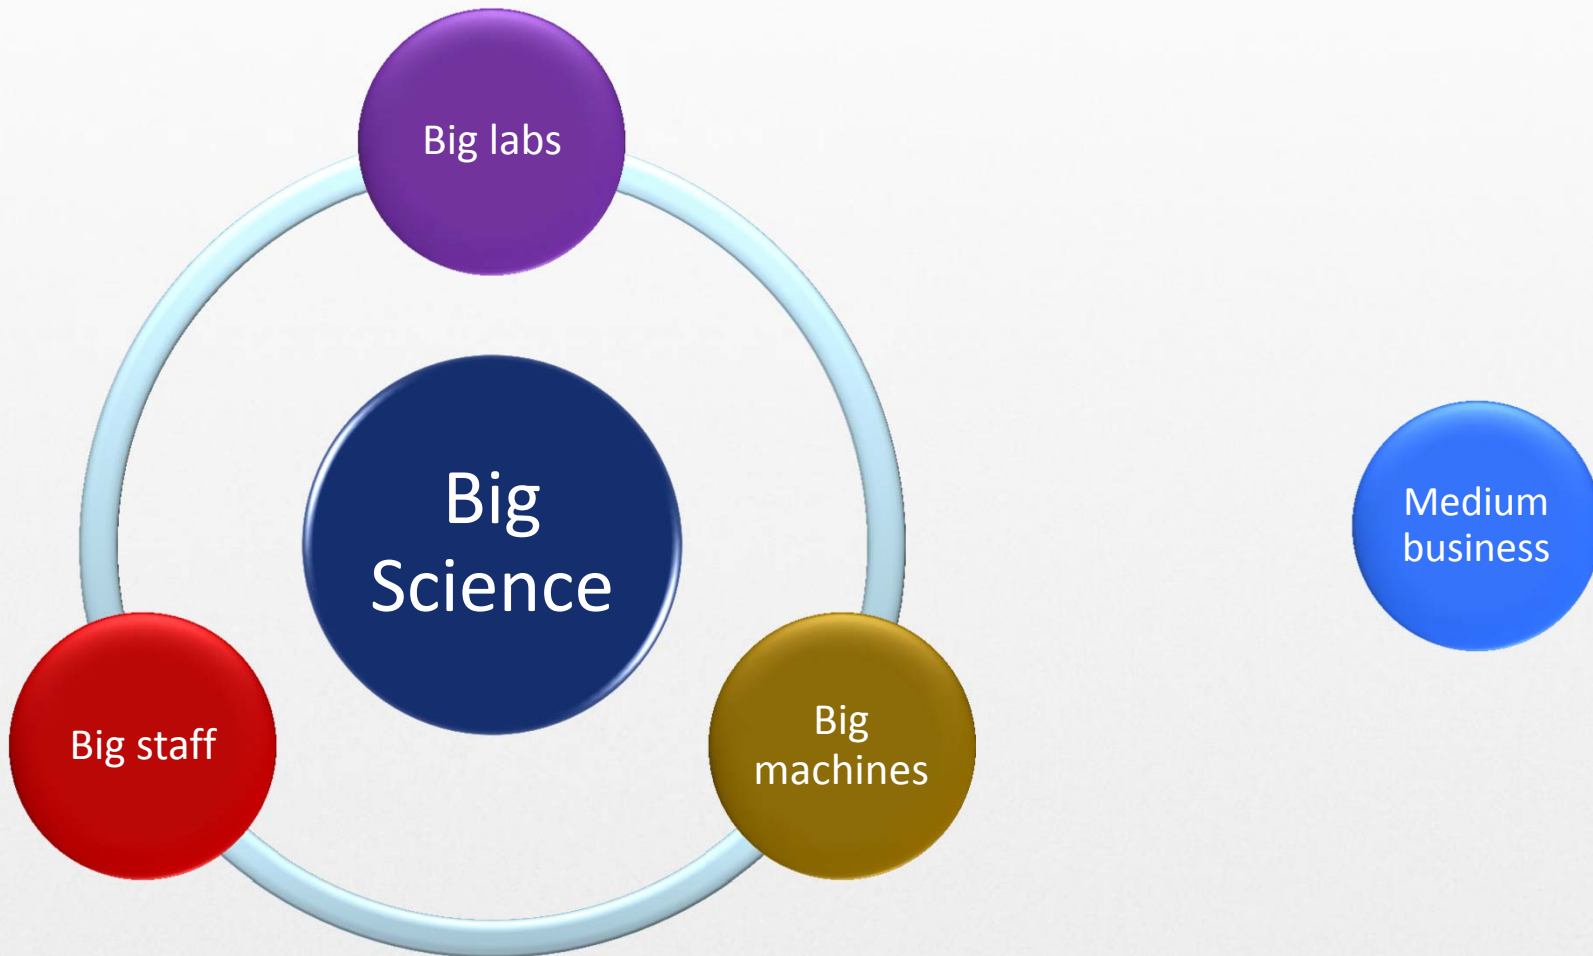 Big labs
Big
Science
Medium
business
Big staff
Big
machines